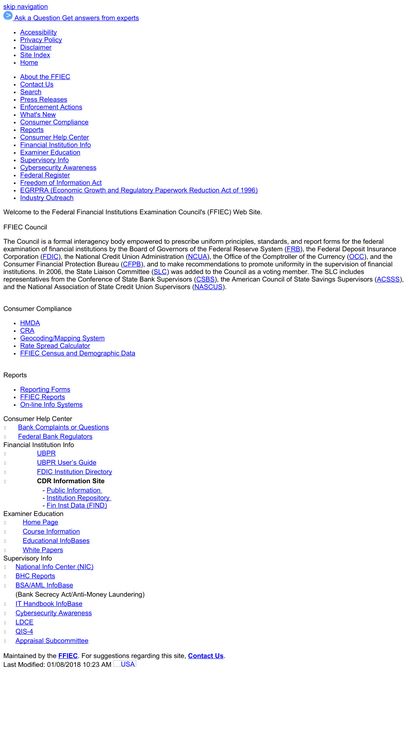 skip navigation
Ask a Question Get answers from experts
Accessibility
Privacy Policy
Disclaimer
Site Index
Home
About the FFIEC
Contact Us
Search
Press Releases
Enforcement Actions
What's New
Consumer Compliance
Reports
Consumer Help Center
Financial Institution Info
Examiner Education
Supervisory Info
Cybersecurity Awareness
Federal Register
Freedom of Information Act
EGRPRA (Economic Growth and Regulatory Paperwork Reduction Act of 1996)
Industry Outreach
Welcome to the Federal Financial Institutions Examination Council's (FFIEC) Web Site.
FFIEC Council
The Council is a formal interagency body empowered to prescribe uniform principles, standards, and report forms for the federal
examination of financial institutions by the Board of Governors of the Federal Reserve System (FRB), the Federal Deposit Insurance
Corporation (FDIC), the National Credit Union Administration (NCUA), the Office of the Comptroller of the Currency (OCC), and the
Consumer Financial Protection Bureau (CFPB), and to make recommendations to promote uniformity in the supervision of financial
institutions. In 2006, the State Liaison Committee (SLC) was added to the Council as a voting member. The SLC includes
representatives from the Conference of State Bank Supervisors (CSBS), the American Council of State Savings Supervisors (ACSSS),
and the National Association of State Credit Union Supervisors (NASCUS).
Consumer Compliance
HMDA
CRA
Geocoding/Mapping System
Rate Spread Calculator
FFIEC Census and Demographic Data
Reports
Reporting Forms
FFIEC Reports
On-line Info Systems
Consumer Help Center
Bank Complaints or Questions
Federal Bank Regulators
Financial Institution Info
UBPR
UBPR User's Guide
FDIC Institution Directory
CDR Information Site
- Public Information
- Institution Repository
- Fin Inst Data (FIND)
Examiner Education
Home Page
Course Information
Educational InfoBases
White Papers
Supervisory Info
National Info Center (NIC)
BHC Reports
BSA/AML InfoBase
(Bank Secrecy Act/Anti-Money Laundering)
IT Handbook InfoBase
Cybersecurity Awareness
LDCE
QIS-4
Appraisal Subcommittee
Maintained by the FFIEC. For suggestions regarding this site, Contact Us.
Last Modified: 01/08/2018 10:23 AM USA